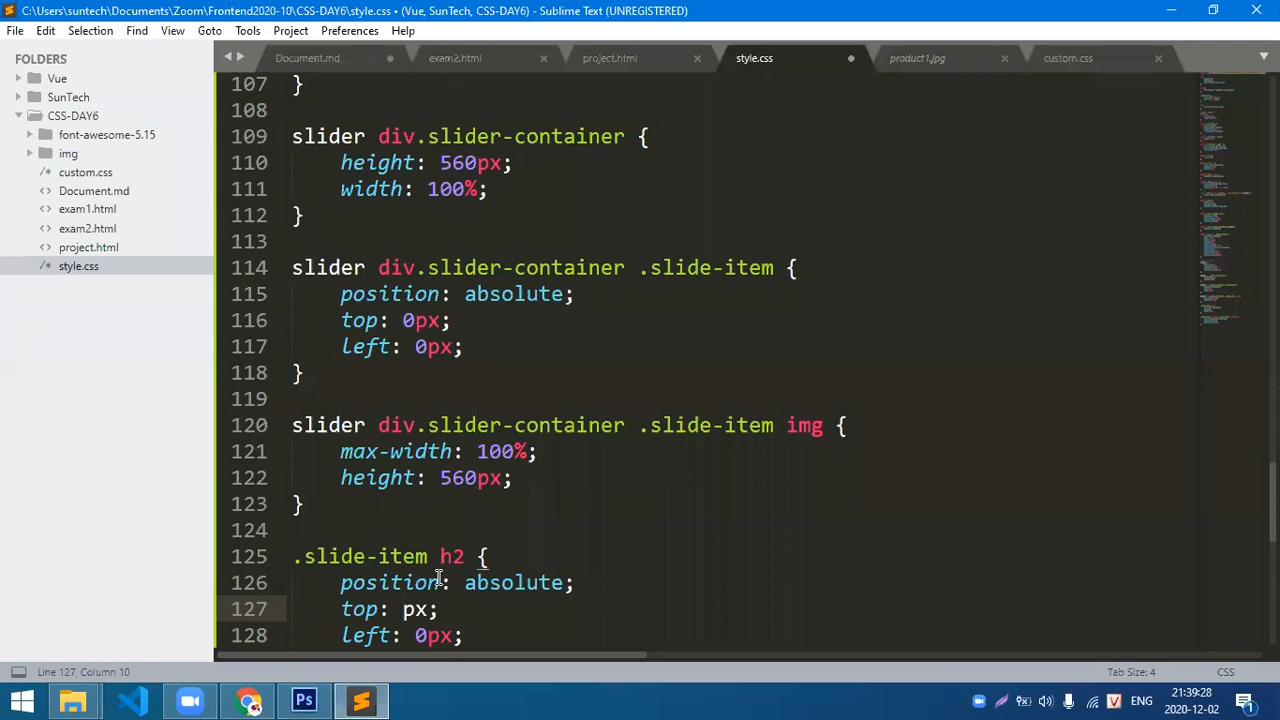 C:\Users\suntech\Documents\Zoom\Frontend2020-10\CSS-DAY6\style.css • (Vue, SunTech, CSS-DAY6) - Sublime Text (UNREGISTERED)
File Edit Selection Find View Goto Tools Project Preferences Help
FOLDERS
Vue
SunTech
CSS-DAY6
font-awesome-5.15
img
custom.css
Document.md
exam1.html
exam2.html
project.html
style.css
Document.md exam2.html project.html style.css product1.jpg custom.css
107 }
108
109 slider div.slider-container {
110 height: 560px;
111 width: 100%;
112 }
113
114 slider div.slider-container .slide-item {
115 position: absolute;
116 top: 0px;
117 left: 0px;
118 }
119
120 slider div.slider-container .slide-item img {
121 max-width: 100%;
122 height: 560px;
123 }
124
125 .slide-item h2 {
126 position: absolute;
127 top: px;
128 left: 0px;
Line 127, Column 10 Tab Size: 4 CSS
Ps
V ENG
21:39:28
2020-12-02
1